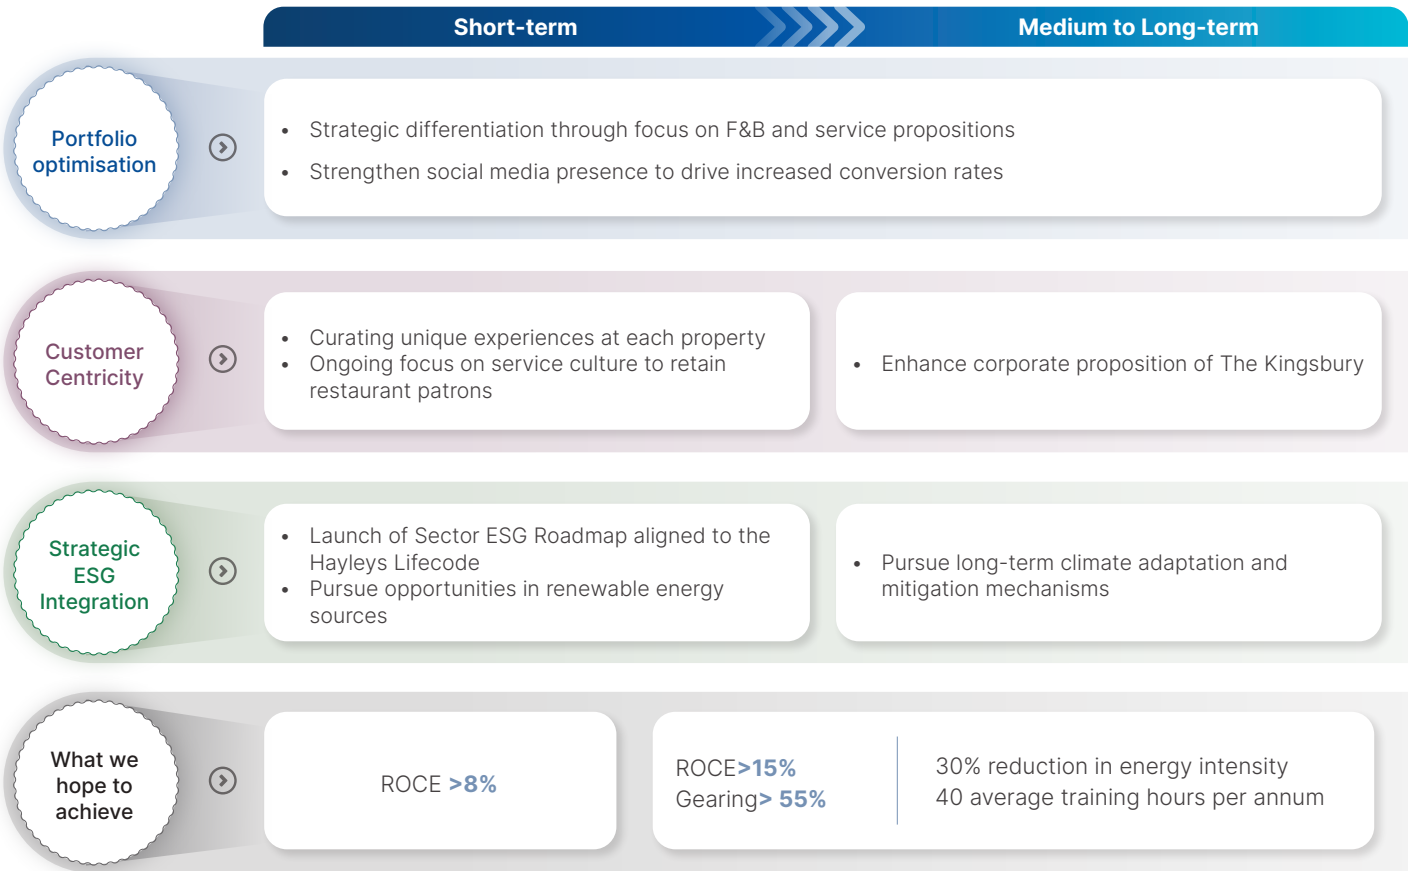 Short-term
Medium to Long-term
Portfolio
optimisation
• Strategic differentiation through focus on F&B and service propositions
• Strengthen social media presence to drive increased conversion rates
Customer
Centricity
• Curating unique experiences at each property
• Ongoing focus on service culture to retain
restaurant patrons
• Enhance corporate proposition of The Kingsbury
Strategic
ESG
Integration
• Launch of Sector ESG Roadmap aligned to the
Hayleys Lifecode
• Pursue opportunities in renewable energy
sources
• Pursue long-term climate adaptation and
mitigation mechanisms
What we
hope to
achieve
ROCE >8%
ROCE>15%
Gearing> 55%
30% reduction in energy intensity
40 average training hours per annum